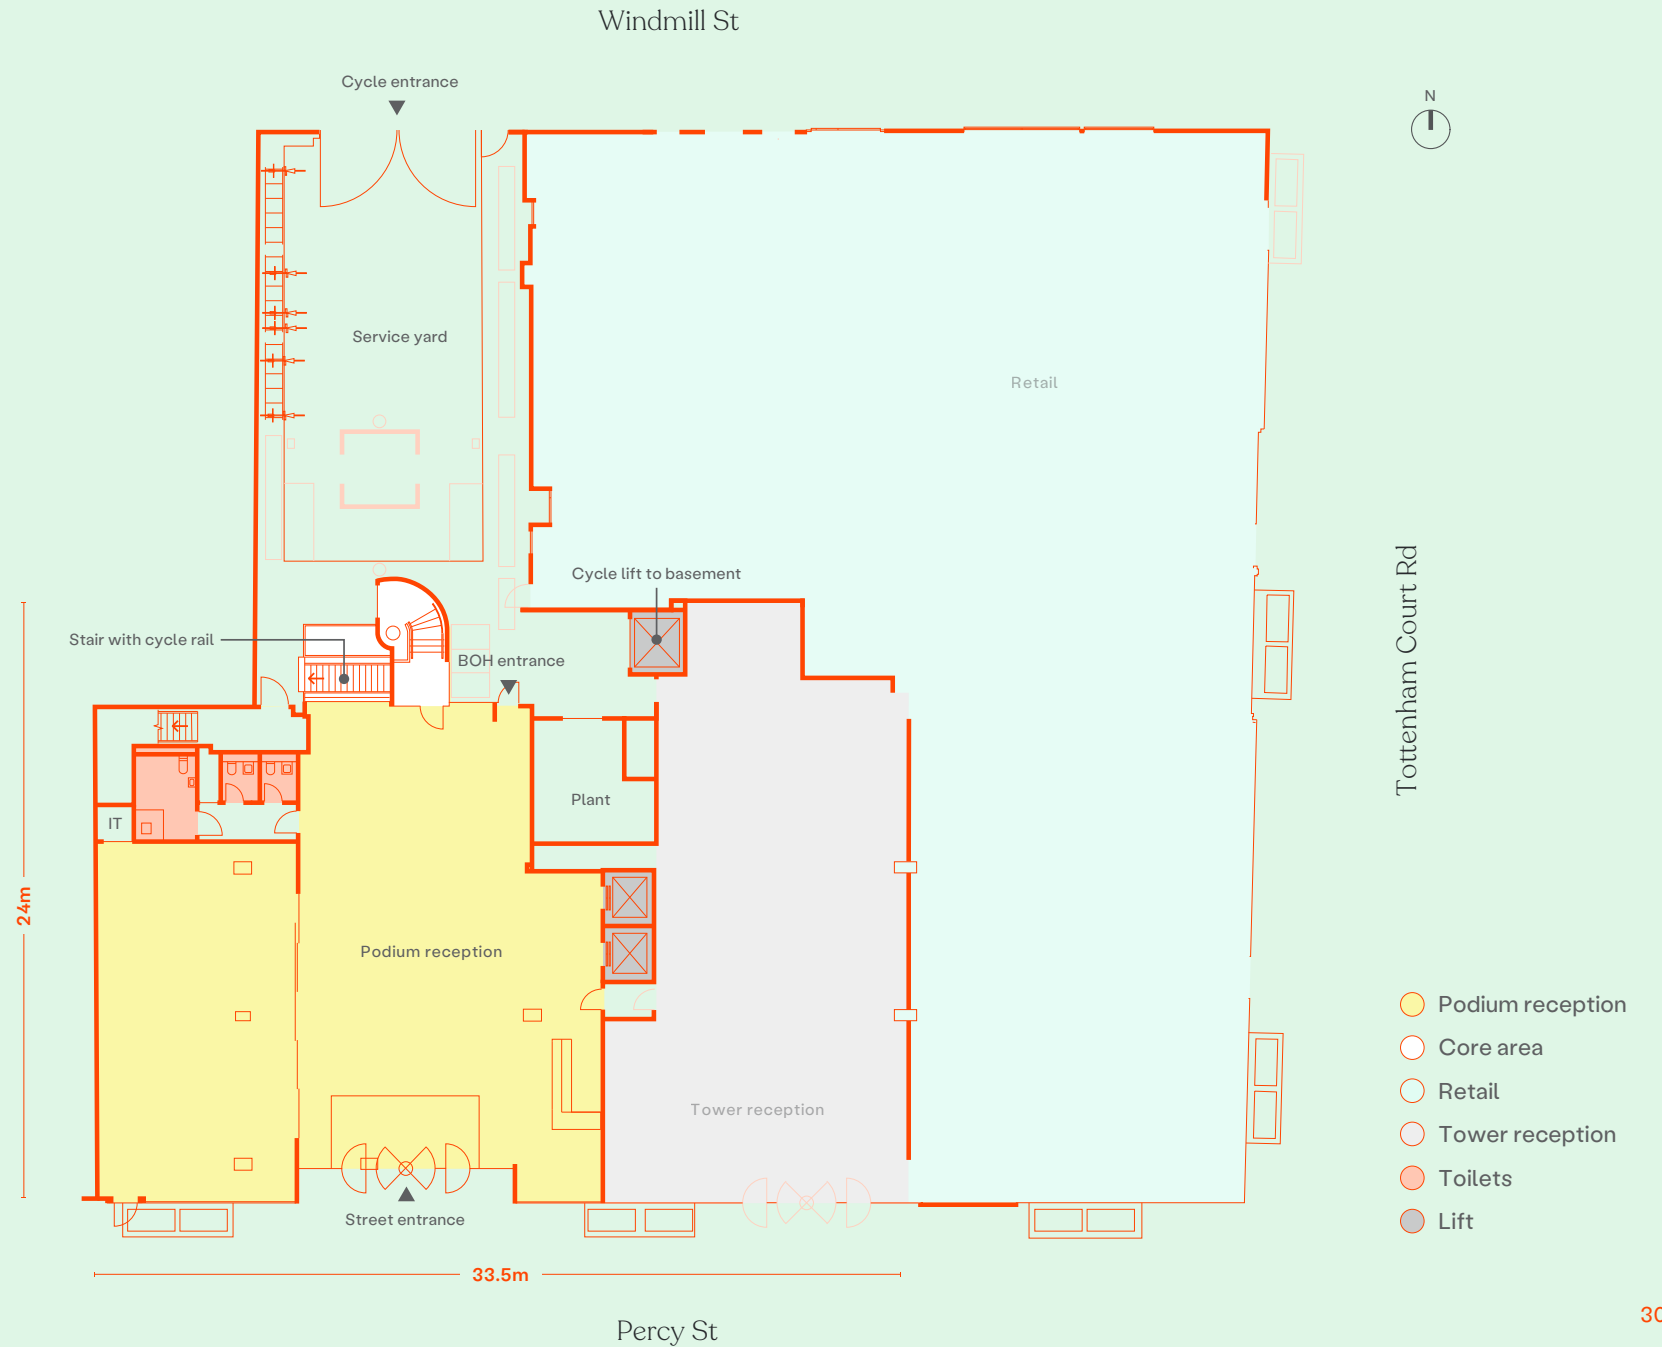 Windmill St
Cycle entrance
N
Service yard
Retail
Cycle lift to basement
Stair with cycle rail
BOH entrance
Tottenham Court Rd
Plant
IT
24m
Podium reception
Tower reception
Street entrance
Podium reception
Core area
Retail
Tower reception
Toilets
Lift
33.5m
30
Percy St